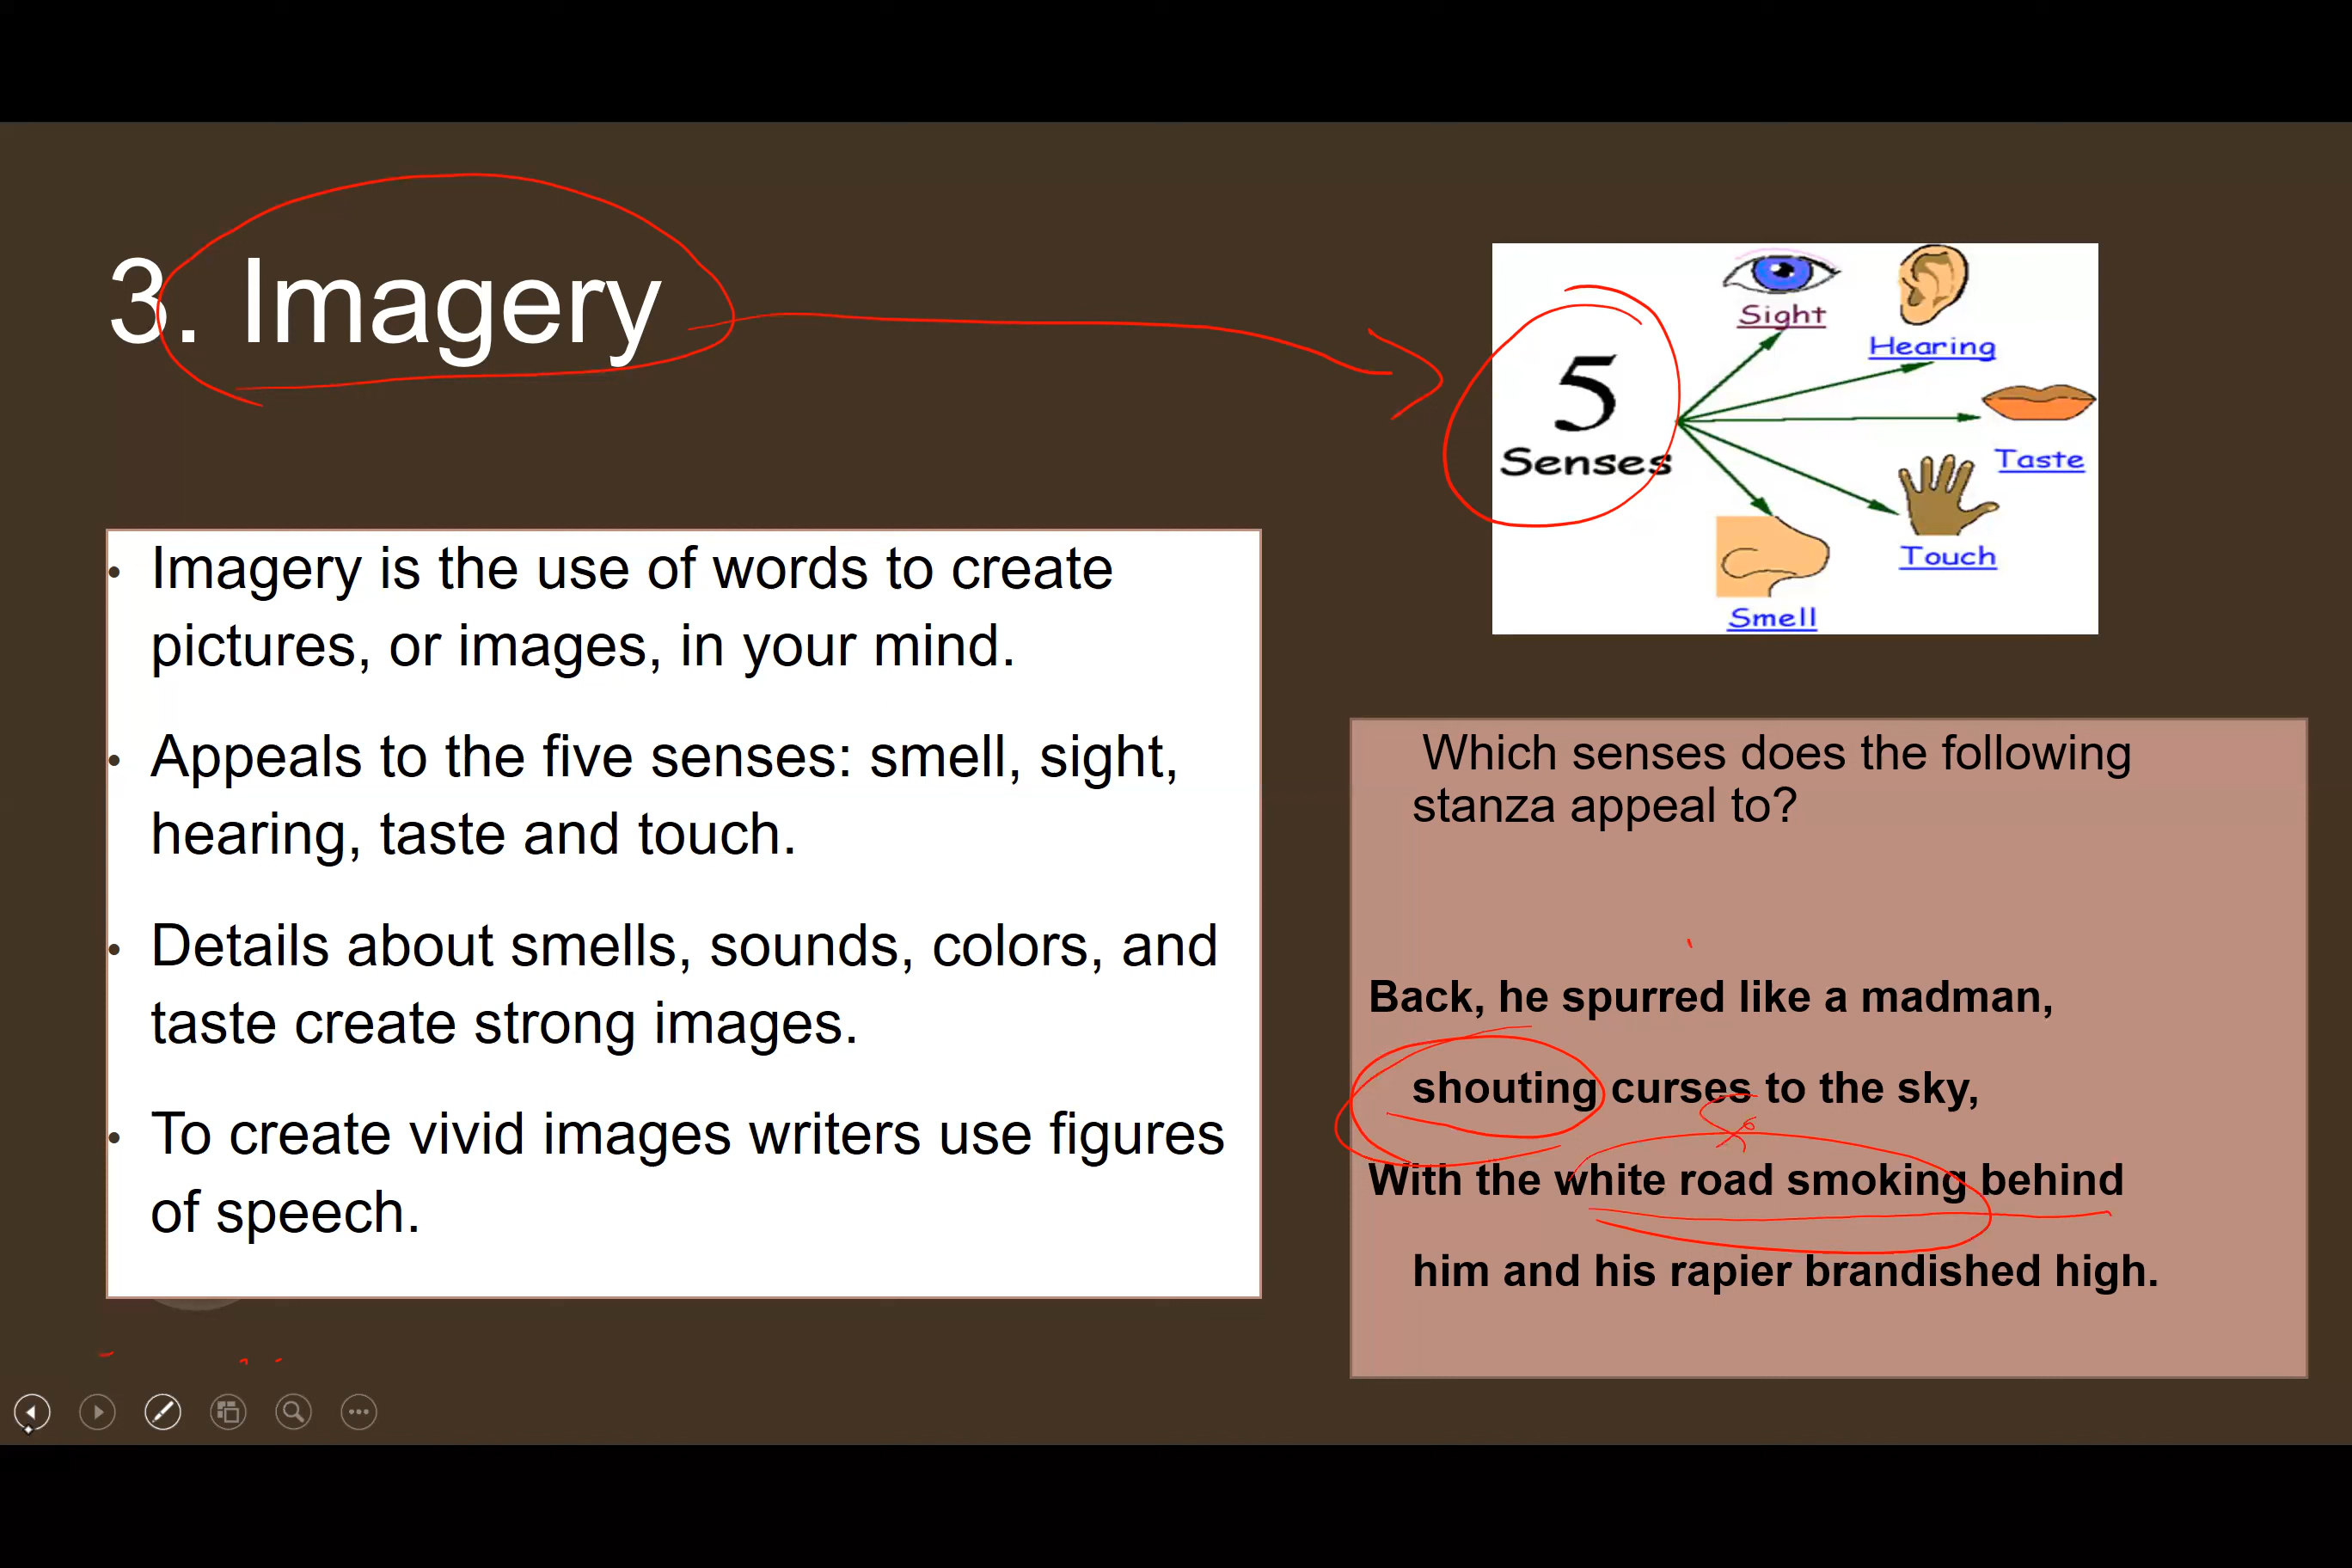 3. Imagery
5
Senses
Sight
Hearing
Taste
Touch
Smell
• Imagery is the use of words to create
pictures, or images, in your mind.
• Appeals to the five senses: smell, sight,
hearing, taste and touch.
• Details about smells, sounds, colors, and
taste create strong images.
• To create vivid images writers use figures
of speech.
Which senses does the following
stanza appeal to?
Back, he spurred like a madman,
shouting curses to the sky,
With the white road smoking behind
him and his rapier brandished high.